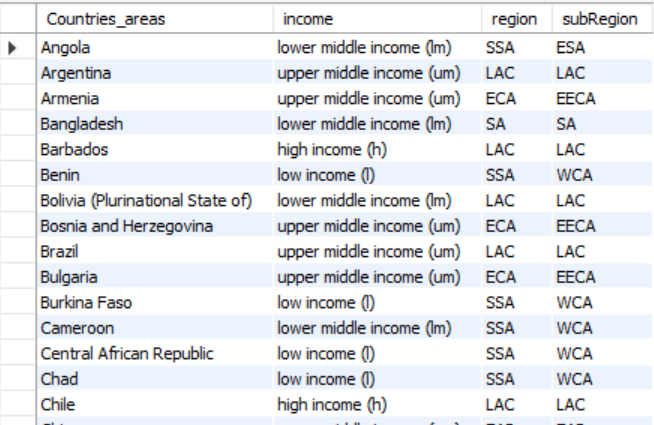 Countries_areas income region subRegion
Angola lower middle income (lm) SSA ESA
Argentina upper middle income (um) LAC LAC
Armenia upper middle income (um) ECA EECA
Bangladesh lower middle income (lm) SA SA
Barbados high income (h) LAC LAC
Benin low income (l) SSA WCA
Bolivia (Plurinational State of) lower middle income (lm) LAC LAC
Bosnia and Herzegovina upper middle income (um) ECA EECA
Brazil upper middle income (um) LAC LAC
Bulgaria upper middle income (um) ECA EECA
Burkina Faso low income (l) SSA WCA
Cameroon lower middle income (lm) SSA WCA
Central African Republic low income (l) SSA WCA
Chad low income (l) SSA WCA
Chile high income (h) LAC LAC